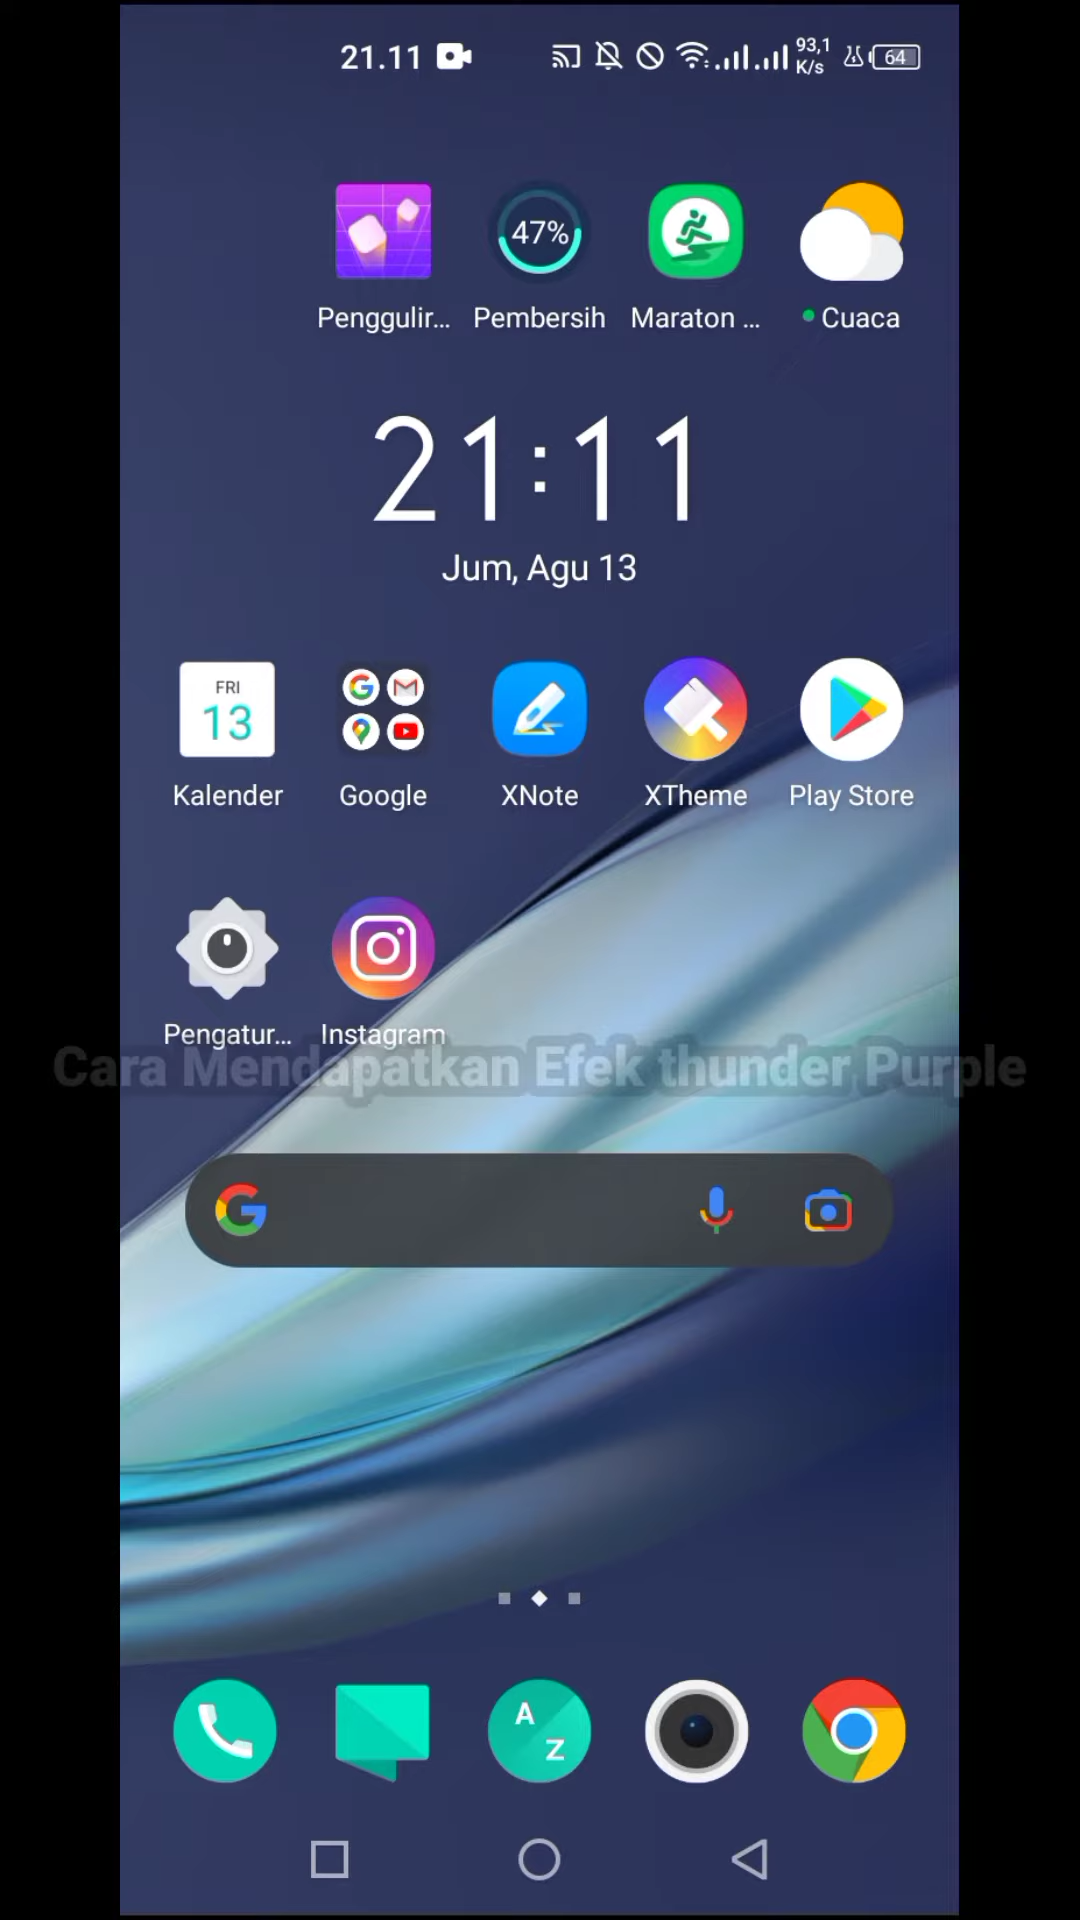 21.11 93,1 K/s 64
47%
Penggulir... Pembersih Maraton ... Cuaca
21:11
Jum, Agu 13
FRI
13
Kalender Google XNote XTheme Play Store
Pengatur... Instagram
Cara Mendapatkan Efek thunder Purple
A
Z